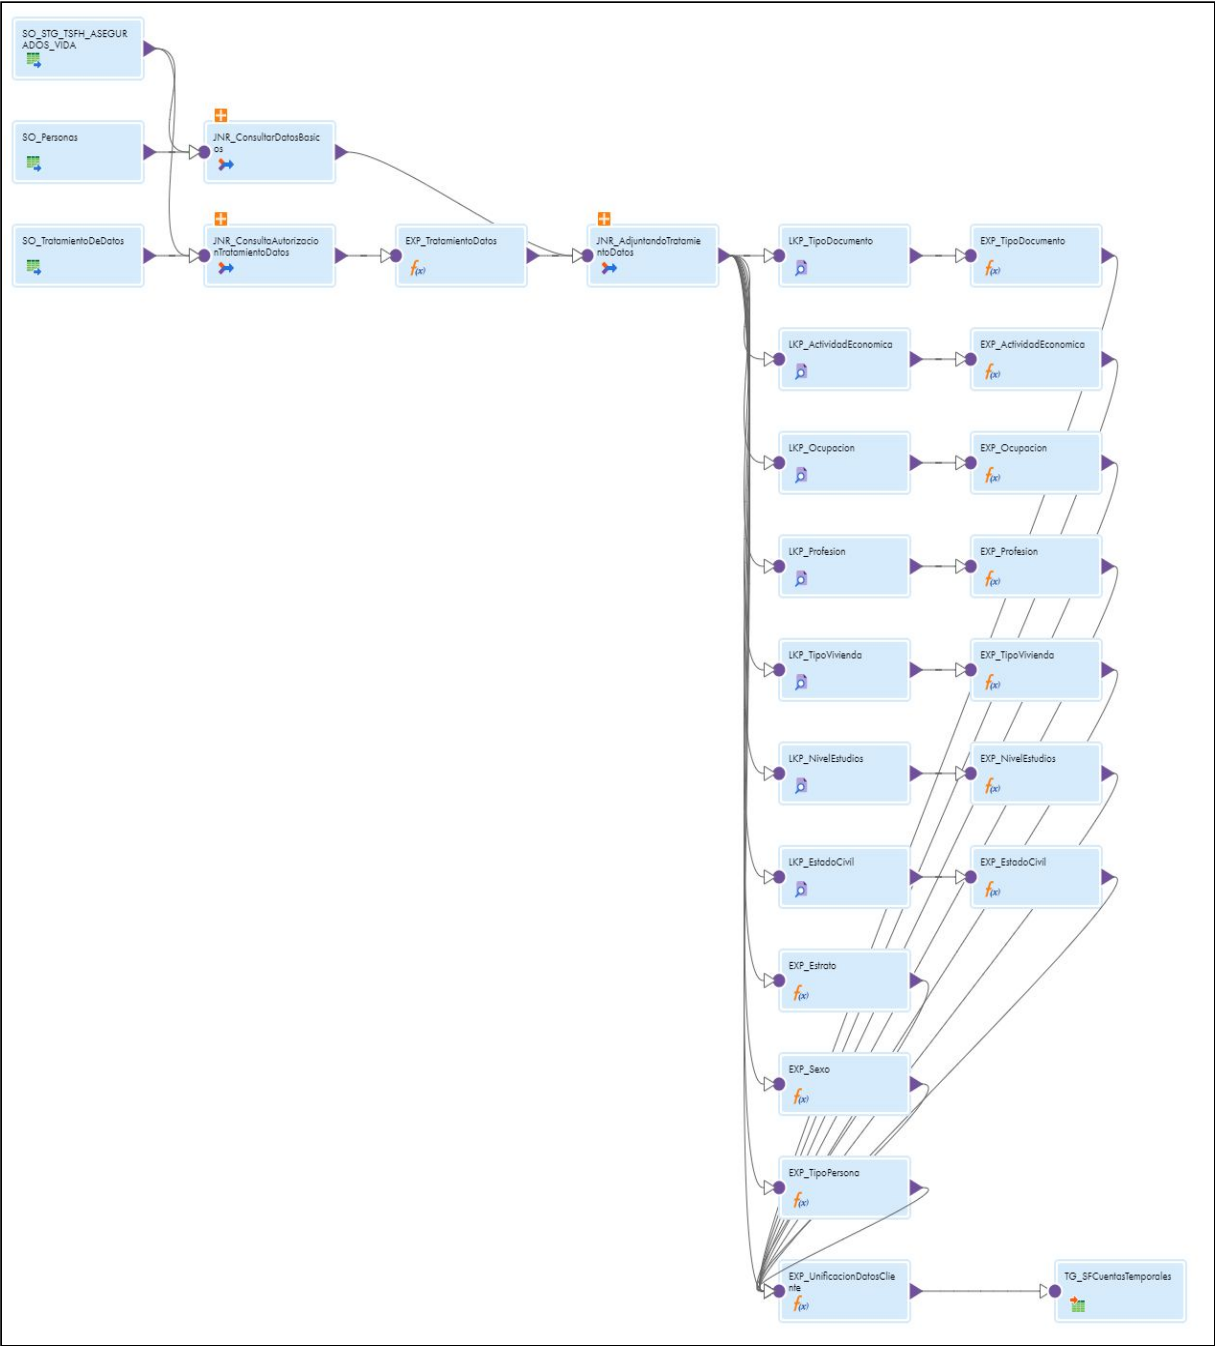 SO_STG_TSFH_ASEGUR
ADOS_VIDA
SO_Personas
JNR_ConsultarDatosBasic
os
SO_TratamientoDeDatos
JNR_ConsultaAutorizacio
nTratamientoDatos
EXP_TratamientoDatos
f(x)
JNR_AdjuntandoTratamie
ntoDatos
LKP_TipoDocumento
EXP_TipoDocumento
f(x)
LKP_ActividadEconomica
EXP_ActividadEconomica
f(x)
LKP_Ocupacion
EXP_Ocupacion
f(x)
LKP_Profesion
EXP_Profesion
f(x)
LKP_TipoVivienda
EXP_TipoVivienda
f(x)
LKP_NivelEstudios
EXP_NivelEstudios
f(x)
LKP_EstadoCivil
EXP_EstadoCivil
f(x)
EXP_Estrato
f(x)
EXP_Sexo
f(x)
EXP_TipoPersona
f(x)
EXP_UnificacionDatosClie
nte
f(x)
TG_SFCuentasTemporales